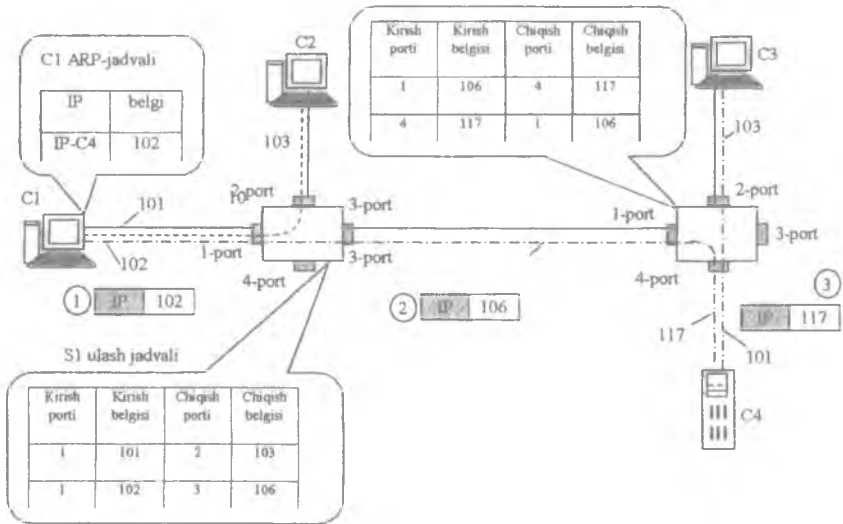 C1 ARP-jadvali
IP belgi
IP-C4 102
C1
C2
103
Kirish porti Kirish belgisi Chiqish porti Chiqish belgisi
1 106 4 117
4 117 1 106
C3
103
101
102
2-port
10
3-port
1-port
4-port
3-port
1-port
2-port
3-port
4-port
1 IP 102
2 IP 106
3
IP 117
117
101
C4
S1 ulash jadvali
Kirish porti Kirish belgisi Chiqish porti Chiqish belgisi
1 101 2 103
1 102 3 106